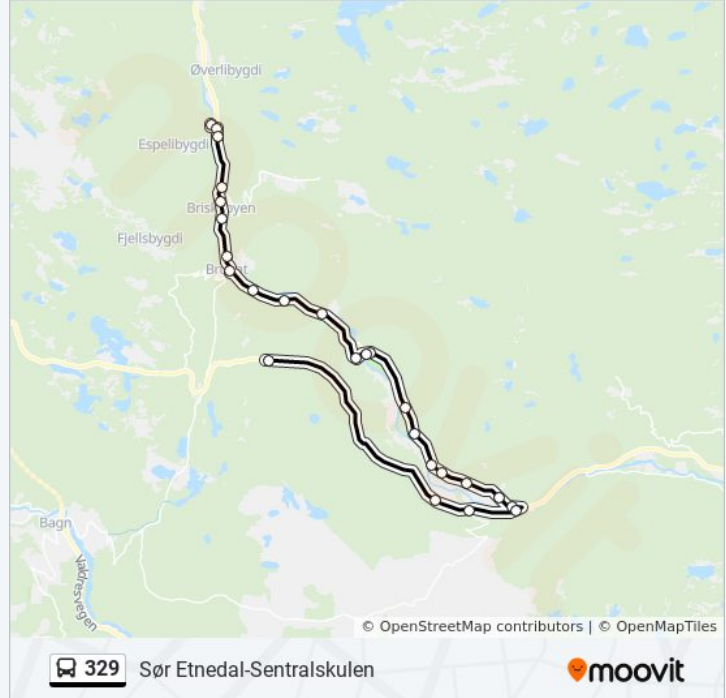 Øverlibygdi
Espelibygdi
Fjellsbygdi
Bagn
Valdresvegen
© OpenStreetMap contributors | © OpenMapTiles
329 Sør Etnedal-Sentralskulen
moovit